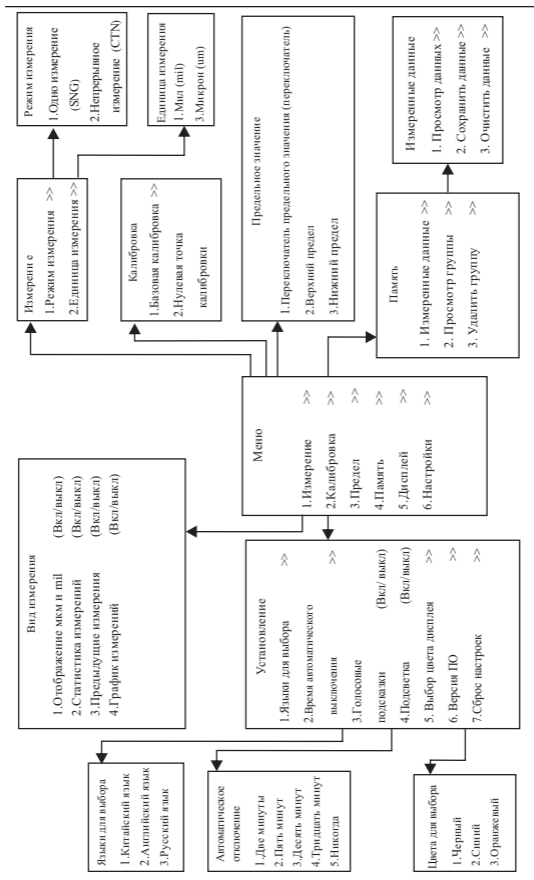 Языки для выбора
1.Китайский язык
2.Английский язык
3.Русский язык
Автоматическое
отключение
1.Две минуты
2.Пять минут
3.Десять минут
4.Тридцать минут
5.Никогда
Цвета для выбора
1.Черный
2.Синий
3.Оранжевый
Вид измерения
1.Отображение мкм и mil (Вкл/выкл)
2.Статистика измерений (Вкл/выкл)
3.Предыдущие измерения (Вкл/выкл)
4.График измерений (Вкл/выкл)
Установление
1.Языки для выбора >>
2.Время автоматического
выключения >>
3.Голосовые
подсказки (Вкл/ выкл)
4.Подсветка (Вкл/выкл)
5. Выбор цвета дисплея >>
6. Версия ПО >>
7.Сброс настроек >>
Меню
1.Измерение >>
2.Калибровка >>
3.Предел >>
4.Память >>
5.Дисплей >>
6.Настройки >>
Измерени е
1.Режим измерения >>
2.Единица измерения >>
Калибровка
1.Базовая калибровка >>
2.Нулевая точка
калибровки
Предельное значение
1.Переключатель предельного значения (переключатель)
2.Верхний предел
3.Нижний предел
Память
1. Измеренные данные >>
2. Просмотр группы >>
3. Удалить группу >>
Режим измерения
1.Одно измерение
(SNG)
2.Непрерывное
измерение (CTN)
Единица измерения
1.Мил (mil)
3.Микрон (um)
Измеренные данные
1. Просмотр данных >>
2. Сохранить данные >>
3. Очистить данные >>